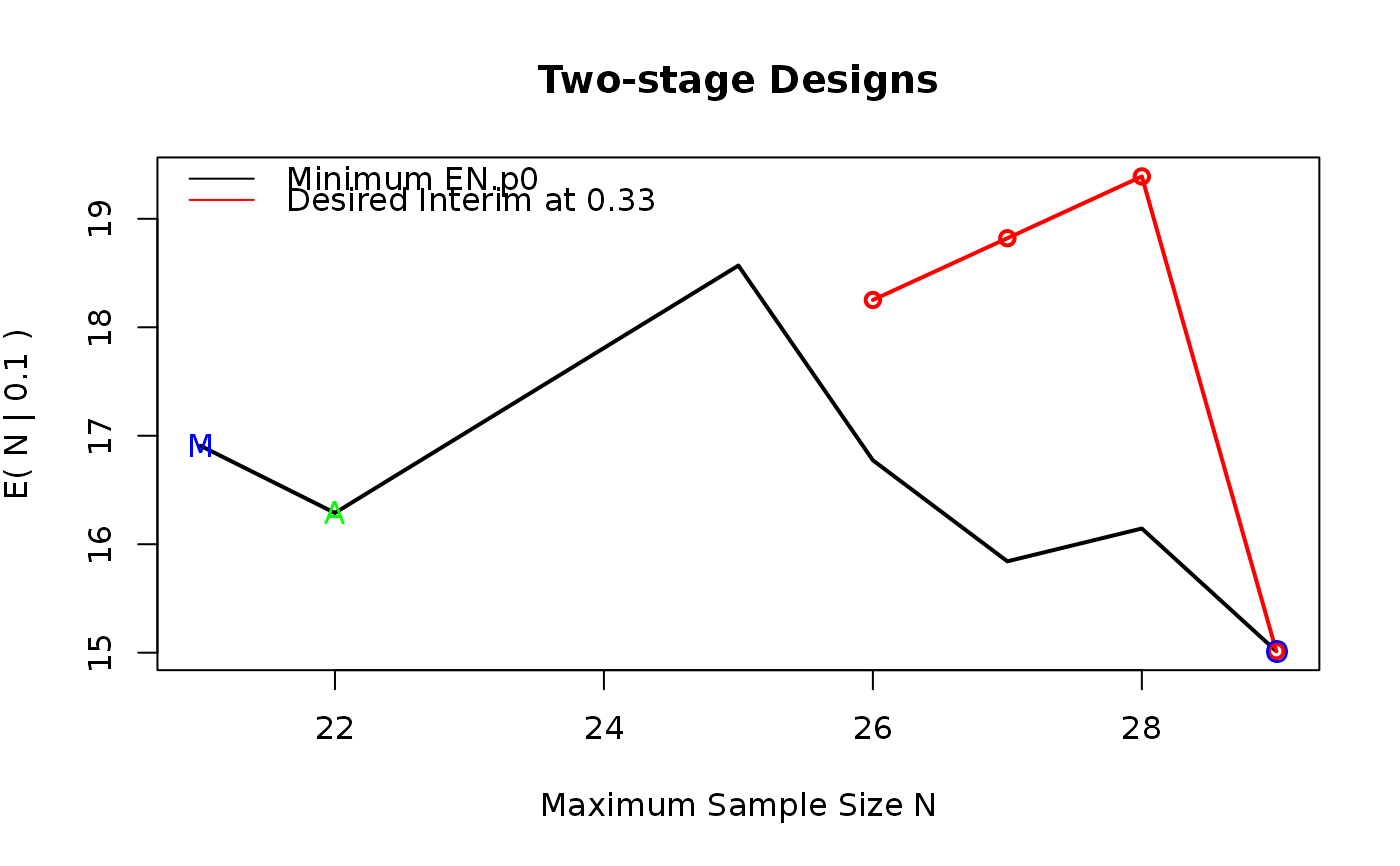 Two-stage Designs
Minimum EN.p0
Desired Interim at 0.33
E( N | 0.1 )
19
18
17
16
15
M
A
O
22
24
26
28
Maximum Sample Size N